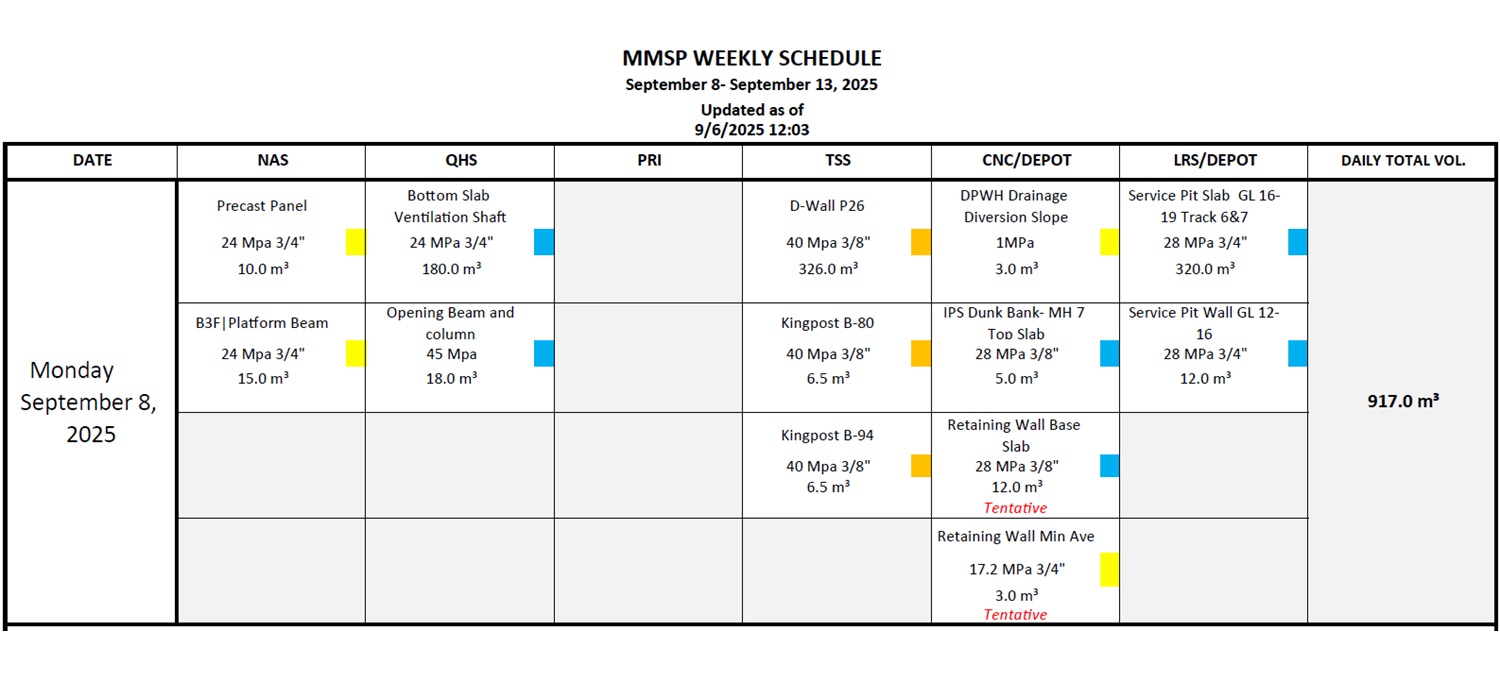 MMSP WEEKLY SCHEDULE
September 8- September 13, 2025
Updated as of
9/6/2025 12:03
DATE NAS QHS PRI TSS CNC/DEPOT LRS/DEPOT DAILY TOTAL VOL.
Monday
September 8,
2025
Precast Panel
24 Mpa 3/4"
10.0 m³
Bottom Slab
Ventilation Shaft
24 MPa 3/4"
180.0 m³
D-Wall P26
40 Mpa 3/8"
326.0 m³
DPWH Drainage
Diversion Slope
1MPa
3.0 m³
Service Pit Slab GL 16-
19 Track 6&7
28 MPa 3/4"
320.0 m³
B3F|Platform Beam
24 Mpa 3/4"
15.0 m³
Opening Beam and
column
45 Mpa
18.0 m³
Kingpost B-80
40 Mpa 3/8"
6.5 m³
IPS Dunk Bank- MH 7
Top Slab
28 MPa 3/8"
5.0 m³
Service Pit Wall GL 12-
16
28 MPa 3/4"
12.0 m³
Kingpost B-94
40 Mpa 3/8"
6.5 m³
Retaining Wall Base
Slab
28 MPa 3/8"
12.0 m³
Tentative
Retaining Wall Min Ave
17.2 MPa 3/4"
3.0 m³
Tentative
917.0 m³